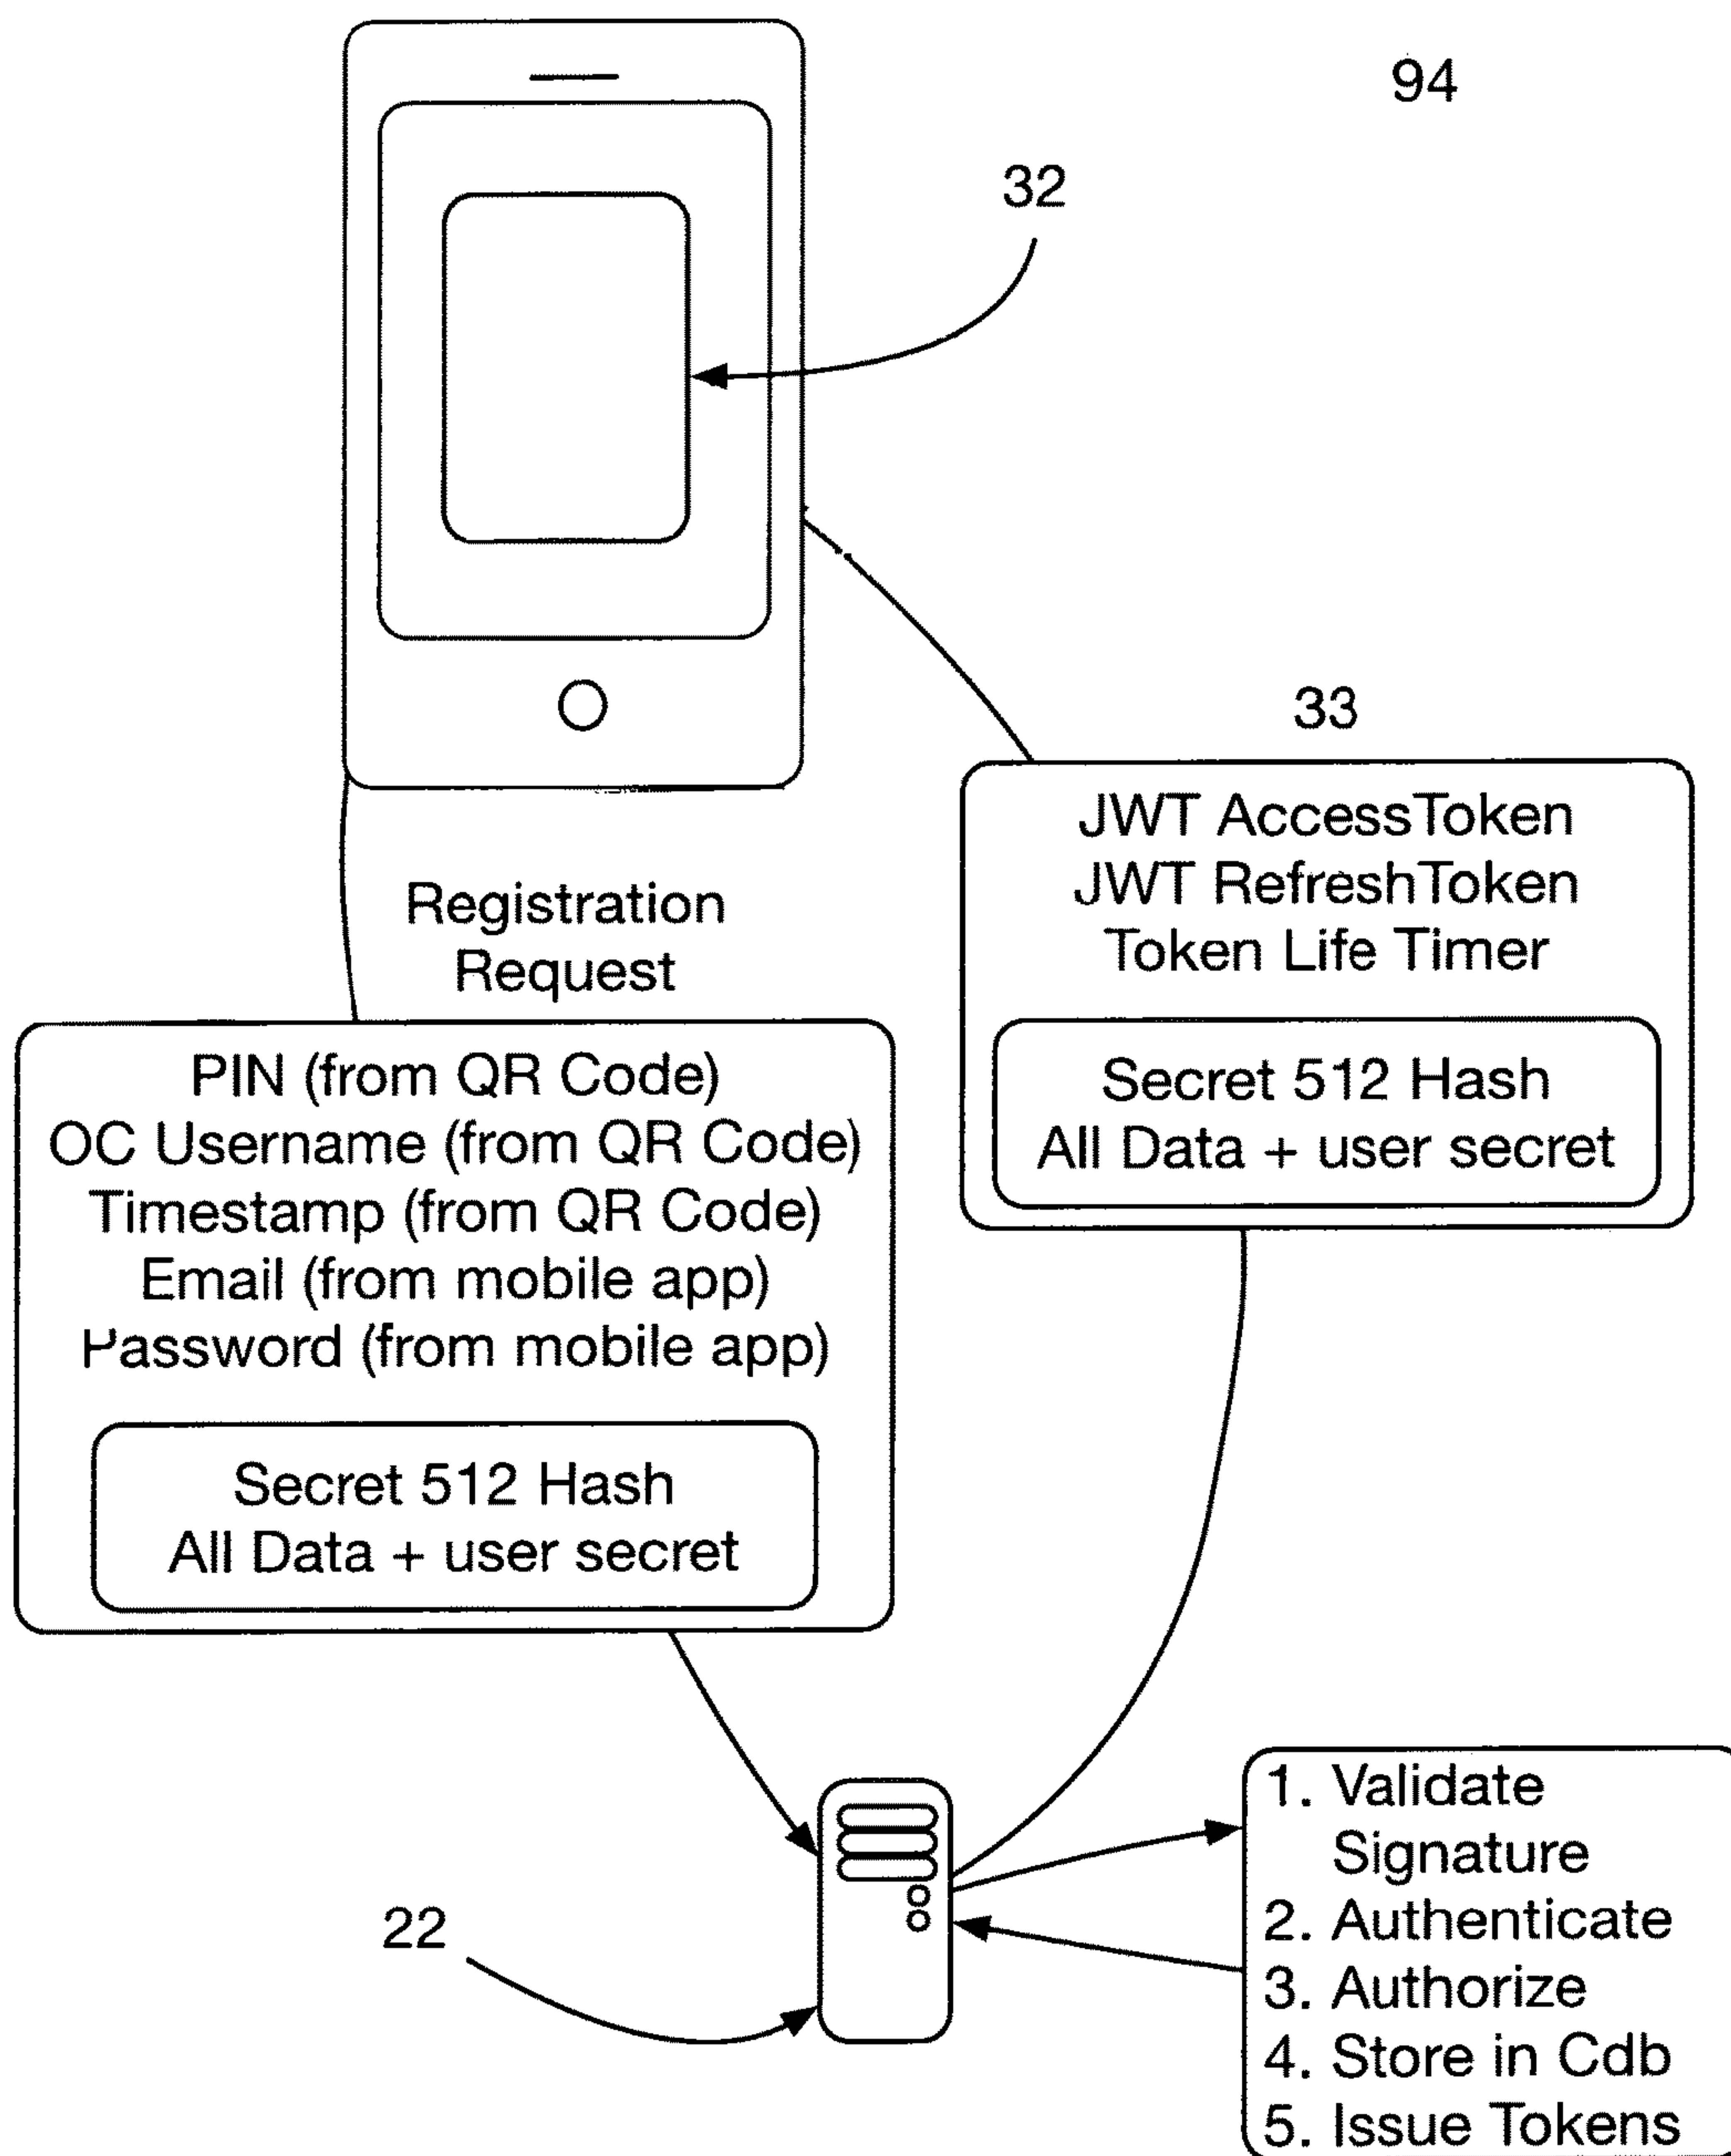 94
32
33
JWT AccessToken
JWT RefreshToken
Token Life Timer
Secret 512 Hash
All Data + user secret
Registration
Request
PIN (from QR Code)
OC Username (from QR Code)
Timestamp (from QR Code)
Email (from mobile app)
Password (from mobile app)
Secret 512 Hash
All Data + user secret
22
1. Validate
Signature
2. Authenticate
3. Authorize
4. Store in Cdb
5. Issue Tokens